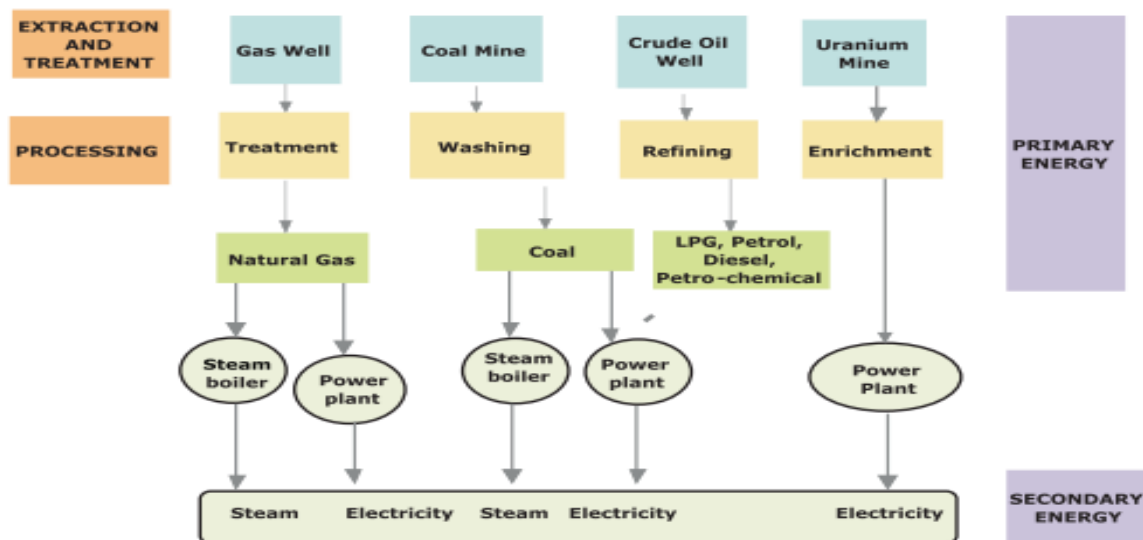 EXTRACTION
AND
TREATMENT
Gas Well
Coal Mine
Crude Oil
Well
Uranium
Mine
PROCESSING
Treatment
Washing
Refining
Enrichment
PRIMARY
ENERGY
Natural Gas
Coal
LPG, Petrol,
Diesel,
Petro-chemical
Steam
boiler
Power
plant
Steam
boiler
Power
plant
Power
Plant
Steam
Electricity
Steam
Electricity
Electricity
SECONDARY
ENERGY